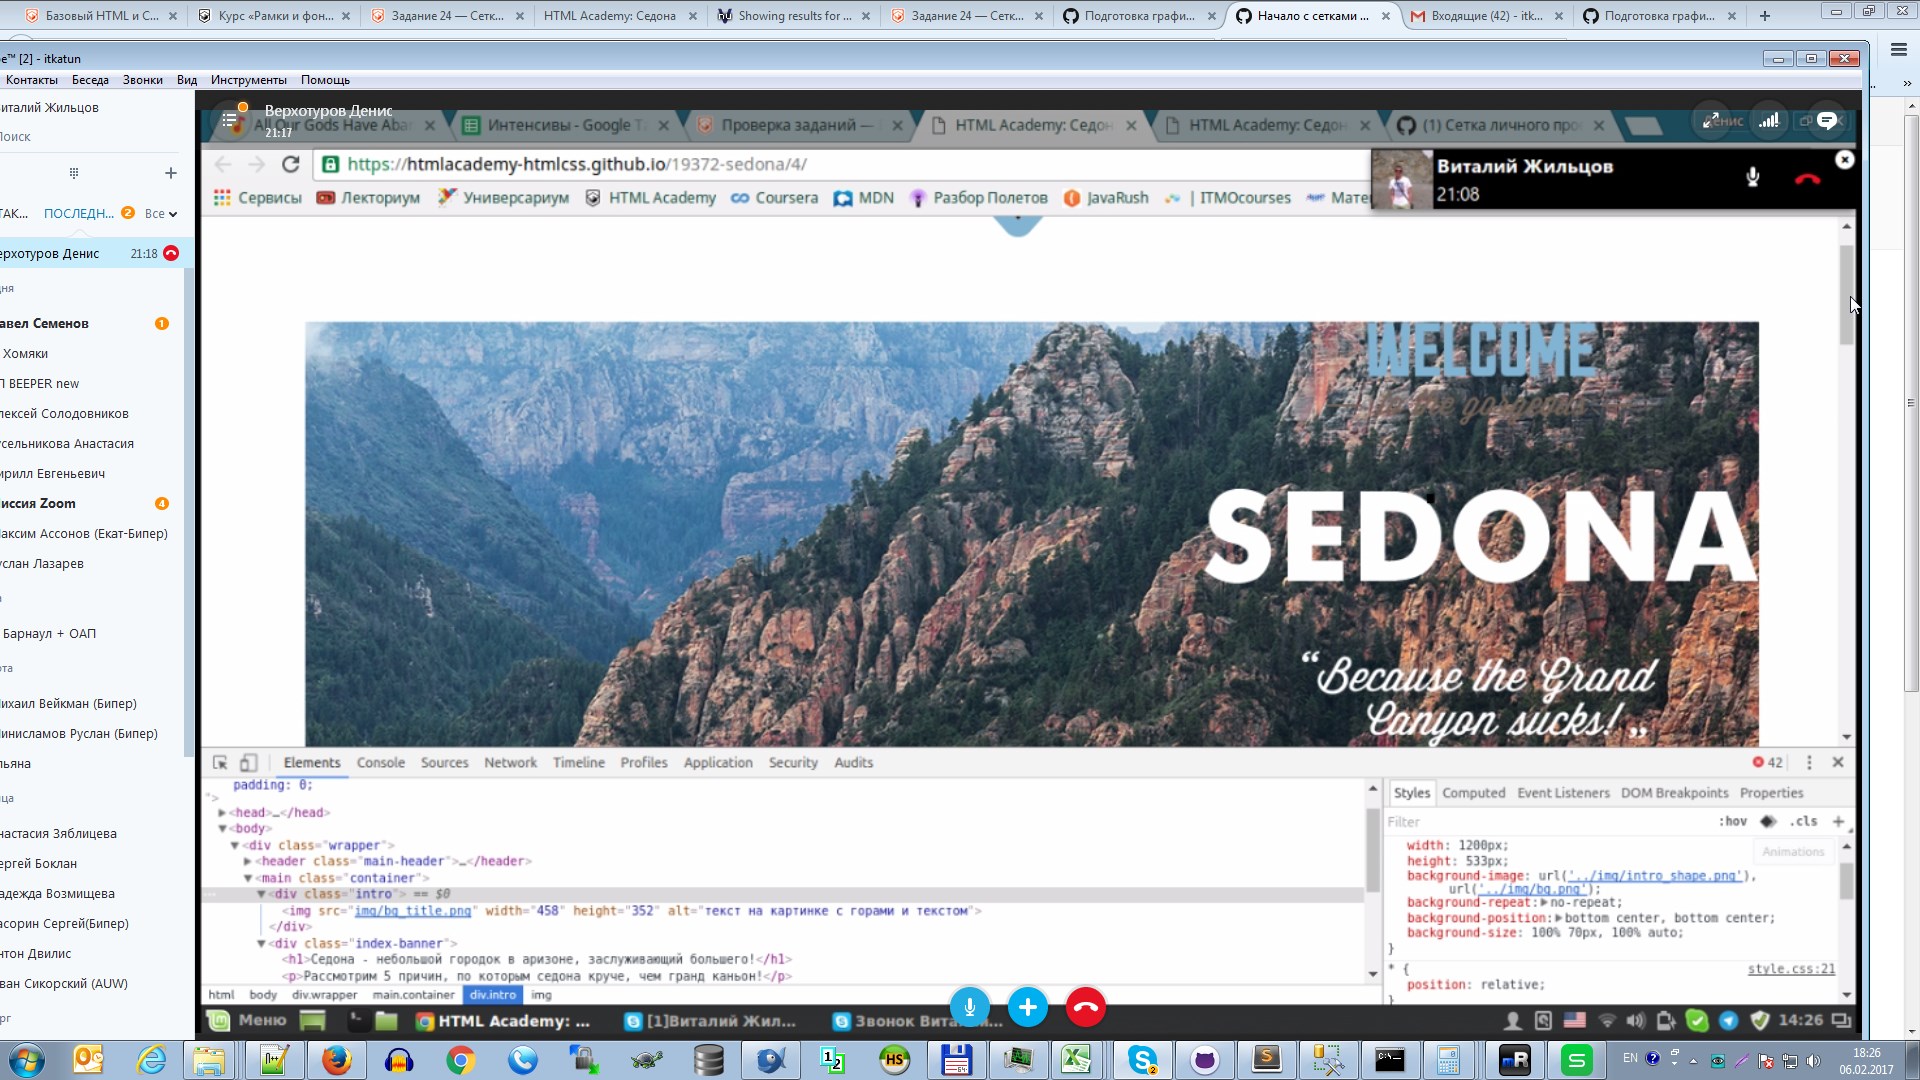 Базовый HTML и С...
Курс «Рамки и фон...
Задание 24 — Сетк...
HTML Academy: Седона
Showing results for ...
Задание 24 — Сетк...
Подготовка графи...
Начало с сетками ...
Входящие (42) - itk...
Подготовка графи...
e™ [2] - itkatun
Контакты Беседа Звонки Вид Инструменты Помощь
италий Жильцов
оиск
ТАК... ПОСЛЕДН... 2 Все
ерхотуров Денис 21:18
дня
авел Семенов 1
Хомяки
П BEEPER new
лексей Солодовников
усельникова Анастасия
ирилл Евгеньевич
иссия Zoom 4
аксим Ассонов (Екат-Бипер)
услан Лазарев
Барнаул + ОАП
ота
ихаил Вейкман (Бипер)
инисламов Руслан (Бипер)
льяна
ица
настасия Зяблицева
ергей Боклан
адежда Возмищева
асорин Сергей(Бипер)
нтон Двилис
ван Сикорский (AUW)
рг
Верхотуров Денис
21:17
All Our Gods Have Aba
Интенсивы - Google Т
Проверка заданий —
HTML Academy: Седон
HTML Academy: Седон
(1) Сетка личного про
Денис
https://htmlacademy-htmlcss.github.io/19372-sedona/4/
Виталий Жильцов
21:08
Сервисы Лекториум Универсариум HTML Academy Coursera MDN Разбор Полетов JavaRush | ITMOcourses Мате
WELCOME
SEDONA
“Because the Grand
Canyon sucks! „
Elements Console Sources Network Timeline Profiles Application Security Audits 42
padding: 0;
">
<head>…</head>
<body>
<div class="wrapper">
<header class="main-header">…</header>
<main class="container">
<div class="intro"> == $0
<img src="img/bg_title.png" width="458" height="352" alt="текст на картинке с горами и текстом">
</div>
<div class="index-banner">
<h1>Седона - небольшой городок в аризоне, заслуживающий большего!</h1>
<p>Рассмотрим 5 причин, по которым седона круче, чем гранд каньон!</p>
html body div.wrapper main.container div.intro img
Styles Computed Event Listeners DOM Breakpoints Properties
Filter :hov .cls +
Animations
width: 1200px;
height: 533px;
background-image: url('../img/intro_shape.png'),
url('../img/bg.png');
background-repeat: no-repeat;
background-position: bottom center, bottom center;
background-size: 100% 70px, 100% auto;
}
* { style.css:21
position: relative;
}
Меню
HTML Academy: ...
[1]Виталий Жил...
14:26
EN
18:26
06.02.2017